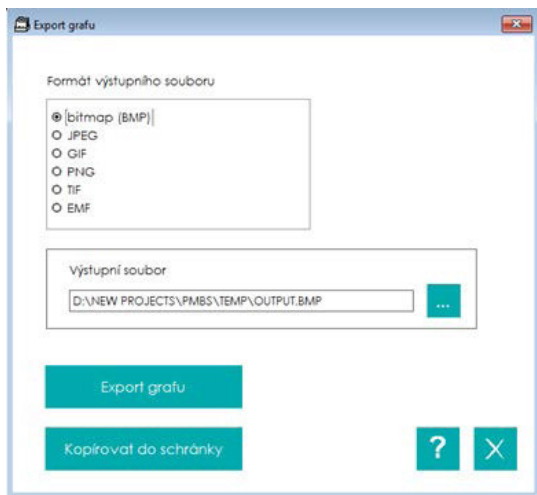 Export grafu
Formát výstupního souboru
bitmap (BMP)
JPEG
GIF
PNG
TIF
EMF
Výstupní soubor
D:\NEW PROJECTS\PMBS\TEMP\OUTPUT.BMP
...
Export grafu
Kopírovat do schránky
?
X